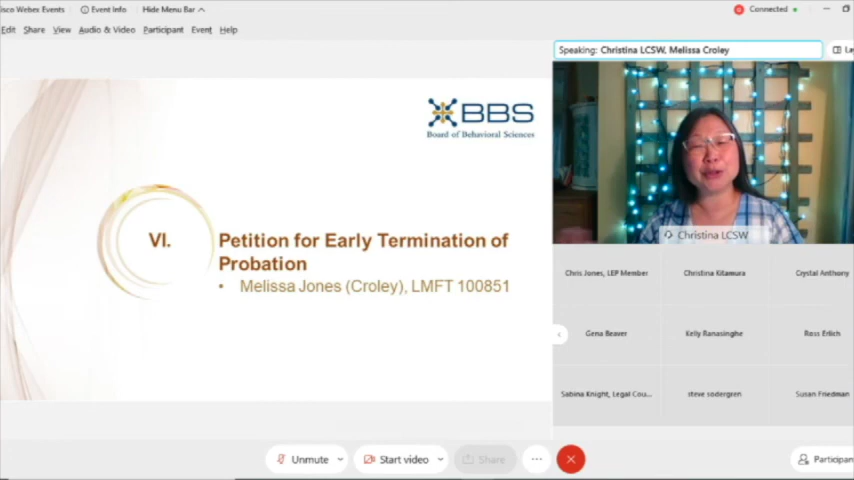 isco Webex Events
Event Info
Hide Menu Bar
Connected
Edit Share View Audio & Video Participant Event Help
Speaking: Christina LCSW, Melissa Croley
BBS
Board of Behavioral Sciences
VI.
Petition for Early Termination of
Probation
• Melissa Jones (Croley), LMFT 100851
Christina LCSW
Chris Jones, LEP Member
Christina Kitamura
Crystal Anthony
Gena Beaver
Kelly Ranasinghe
Ross Erlich
Sabina Knight, Legal Cou...
steve sodergren
Susan Friedman
Unmute
Start video
Share
Participan